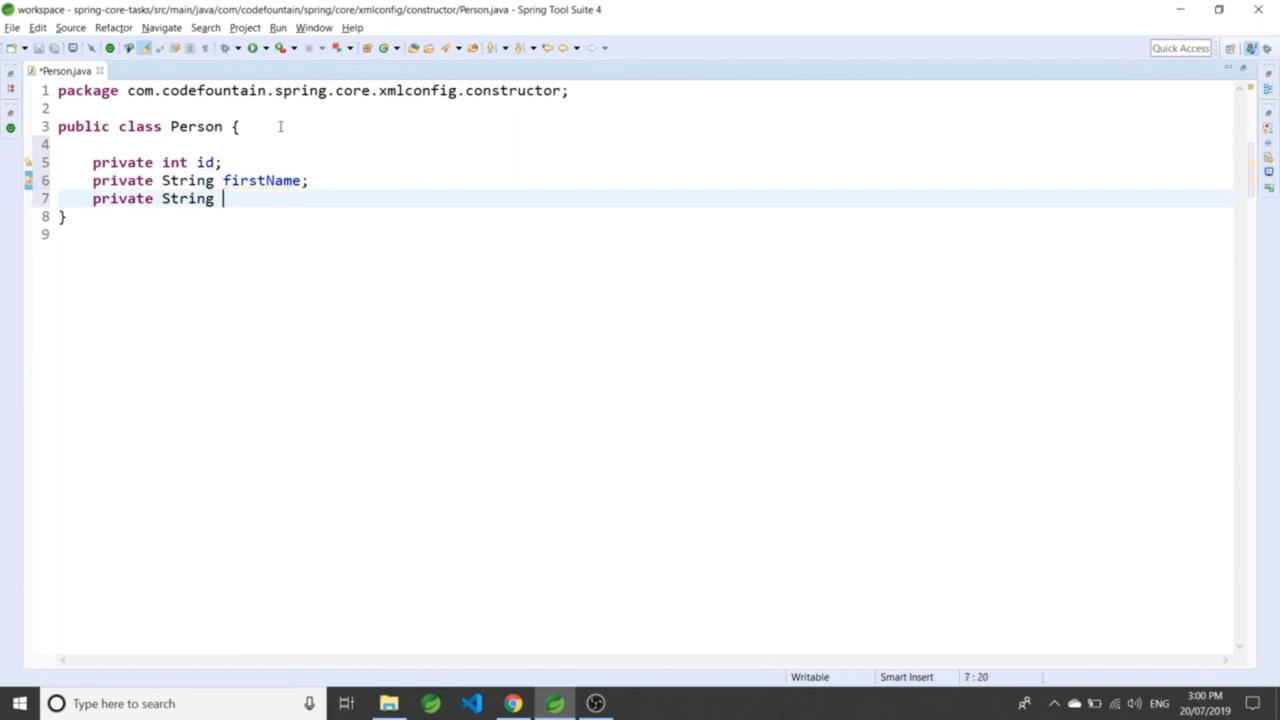 workspace - spring-core-tasks/src/main/java/com/codefountain/spring/core/xmlconfig/constructor/Person.java - Spring Tool Suite 4
File Edit Source Refactor Navigate Search Project Run Window Help
Quick Access
*Person.java
1 package com.codefountain.spring.core.xmlconfig.constructor;
2
3 public class Person {
4
5 private int id;
6 private String firstName;
7 private String
8 }
9
Writable Smart Insert 7 : 20
Type here to search
ENG
3:00 PM
20/07/2019